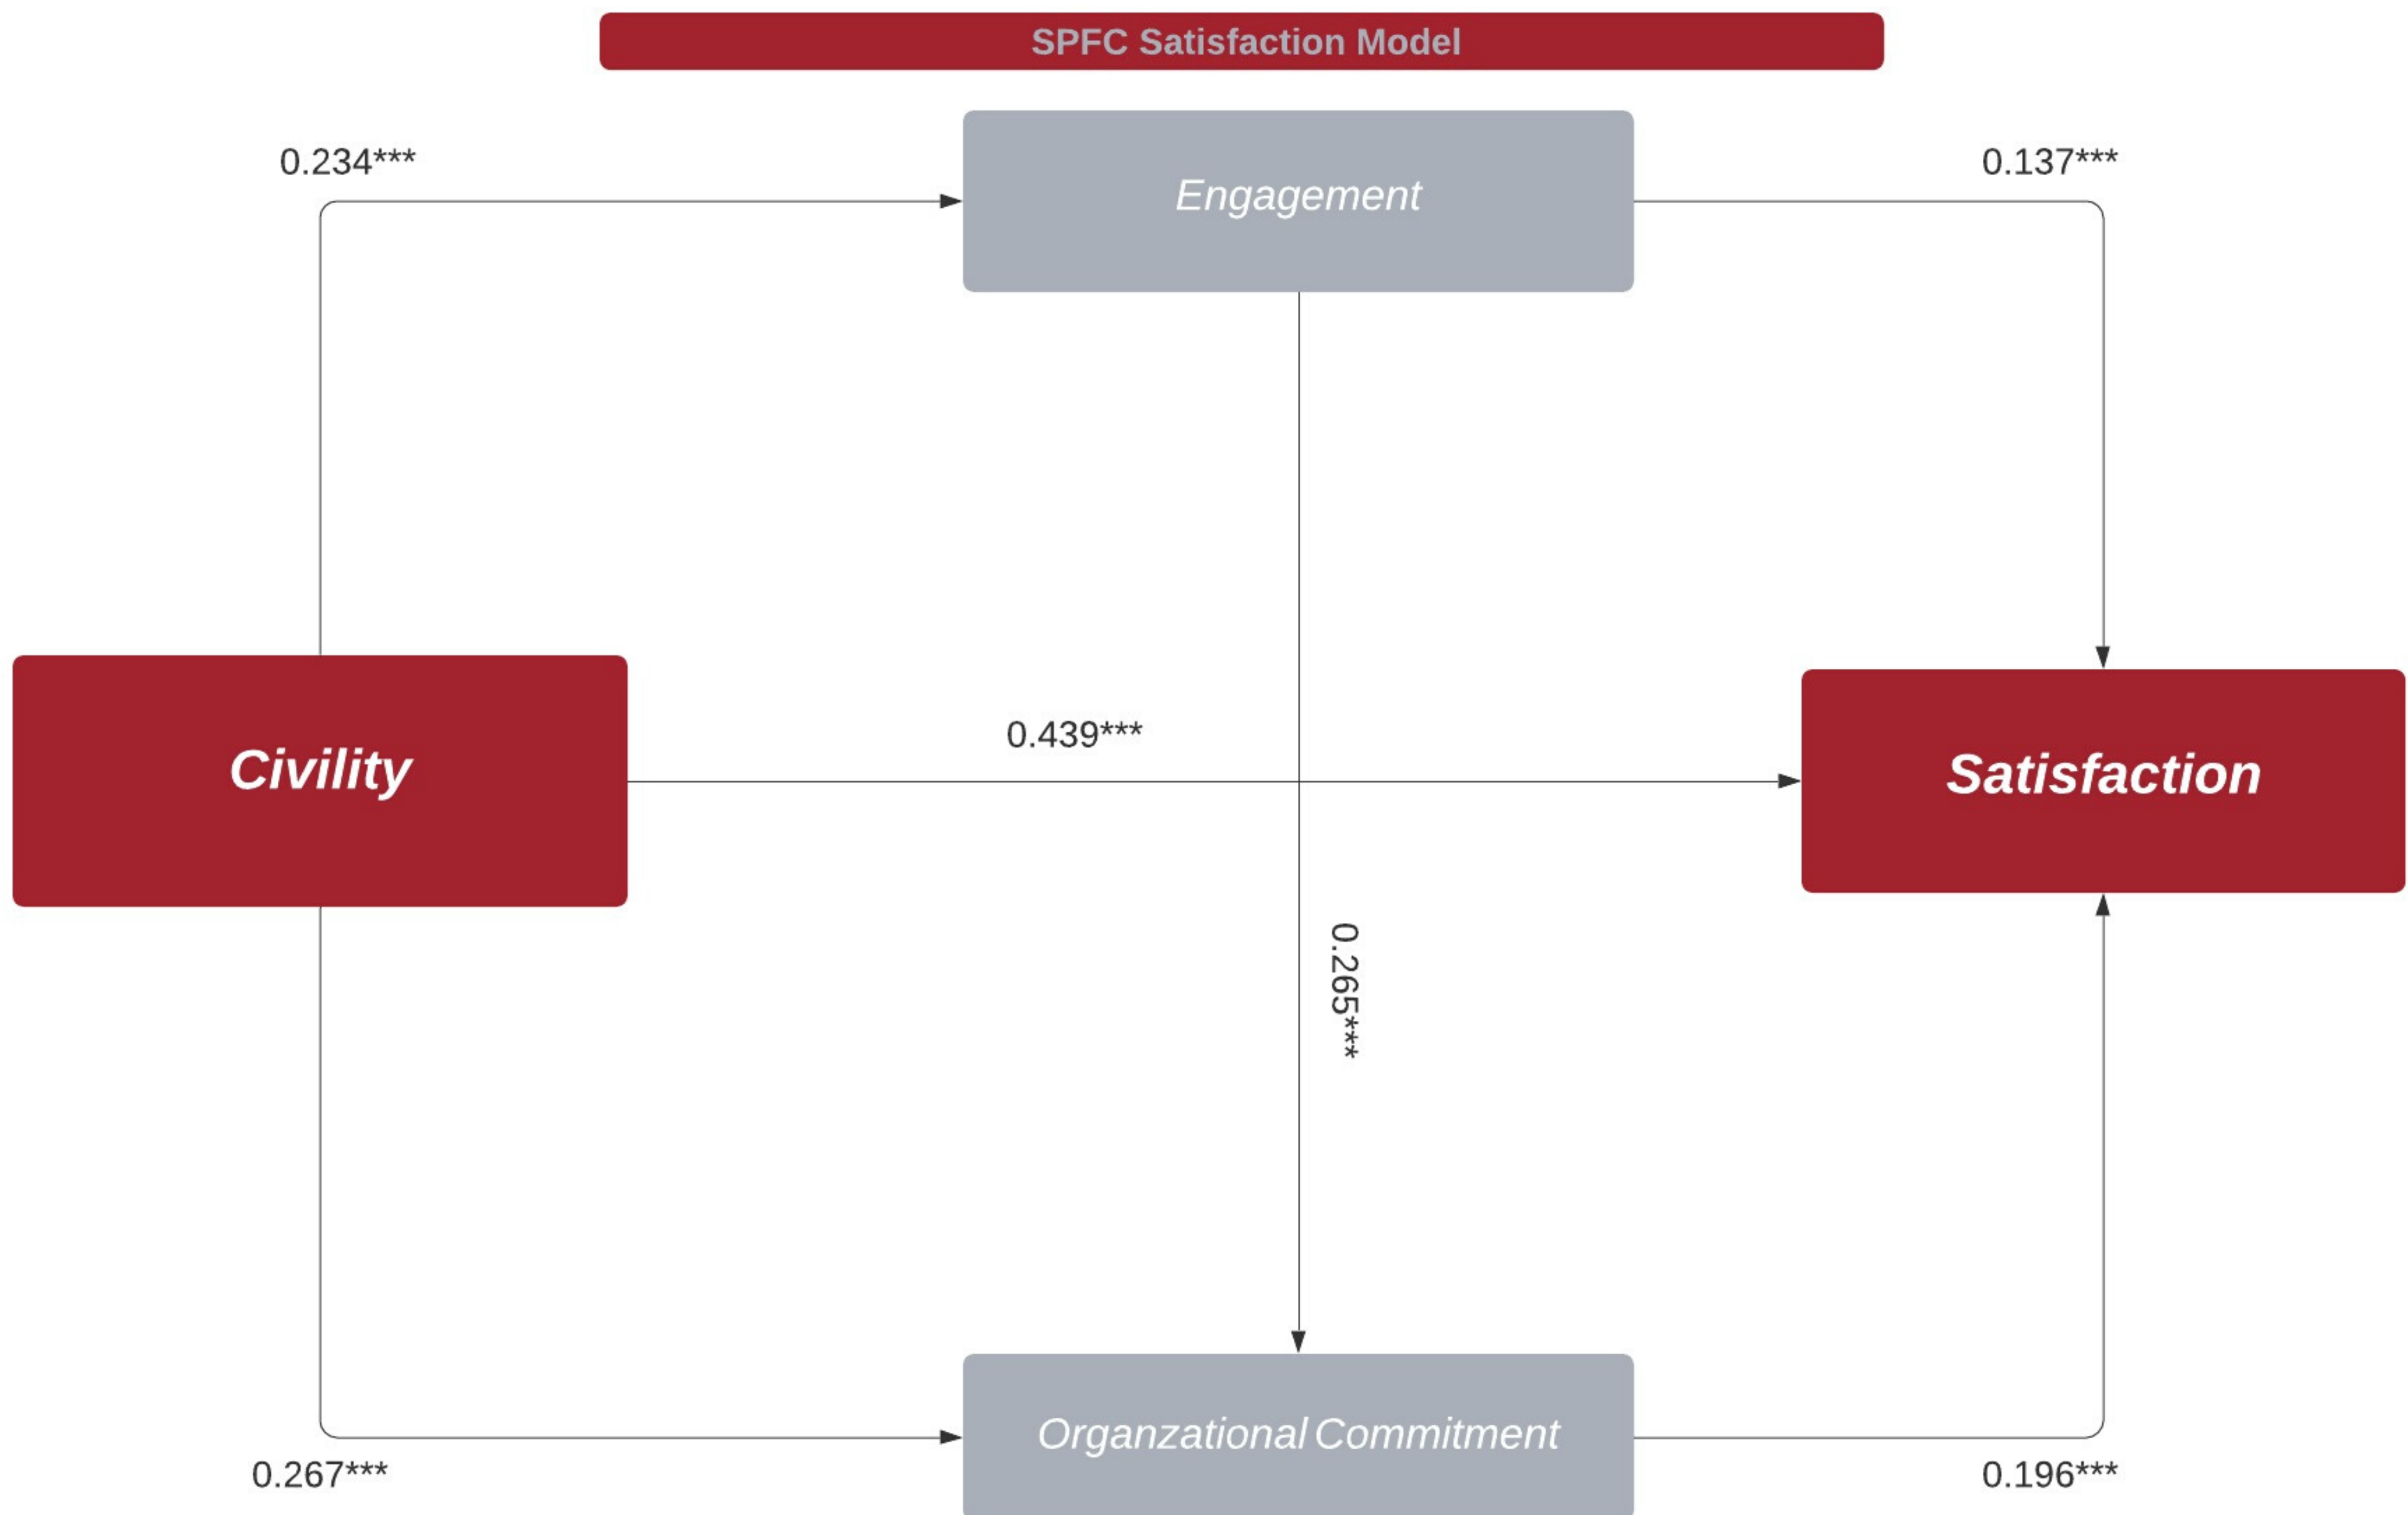 SPFC Satisfaction Model
0.234***
Engagement
0.137***
Civility
0.439***
Satisfaction
0.265***
Organzational Commitment
0.267***
0.196***